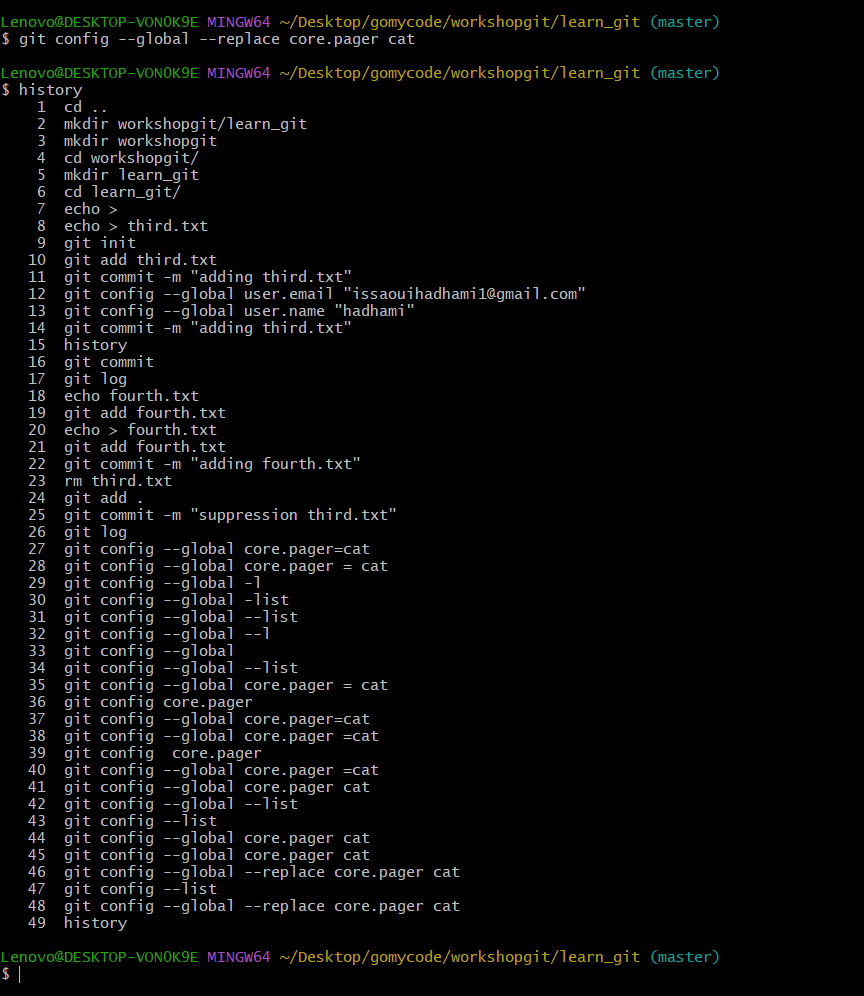 Lenovo@DESKTOP-VONOK9E MINGW64 ~/Desktop/gomycode/workshopgit/learn_git (master)
$ git config --global --replace core.pager cat
Lenovo@DESKTOP-VONOK9E MINGW64 ~/Desktop/gomycode/workshopgit/learn_git (master)
$ history
1 cd ..
2 mkdir workshopgit/learn_git
3 mkdir workshopgit
4 cd workshopgit/
5 mkdir learn_git
6 cd learn_git/
7 echo >
8 echo > third.txt
9 git init
10 git add third.txt
11 git commit -m "adding third.txt"
12 git config --global user.email "issaouihadhami1@gmail.com"
13 git config --global user.name "hadhami"
14 git commit -m "adding third.txt"
15 history
16 git commit
17 git log
18 echo fourth.txt
19 git add fourth.txt
20 echo > fourth.txt
21 git add fourth.txt
22 git commit -m "adding fourth.txt"
23 rm third.txt
24 git add .
25 git commit -m "suppression third.txt"
26 git log
27 git config --global core.pager=cat
28 git config --global core.pager = cat
29 git config --global -l
30 git config --global -list
31 git config --global --list
32 git config --global --l
33 git config --global
34 git config --global --list
35 git config --global core.pager = cat
36 git config core.pager
37 git config --global core.pager=cat
38 git config --global core.pager =cat
39 git config  core.pager
40 git config --global core.pager =cat
41 git config --global core.pager cat
42 git config --global --list
43 git config --list
44 git config --global core.pager cat
45 git config --global core.pager cat
46 git config --global --replace core.pager cat
47 git config --list
48 git config --global --replace core.pager cat
49 history
Lenovo@DESKTOP-VONOK9E MINGW64 ~/Desktop/gomycode/workshopgit/learn_git (master)
$